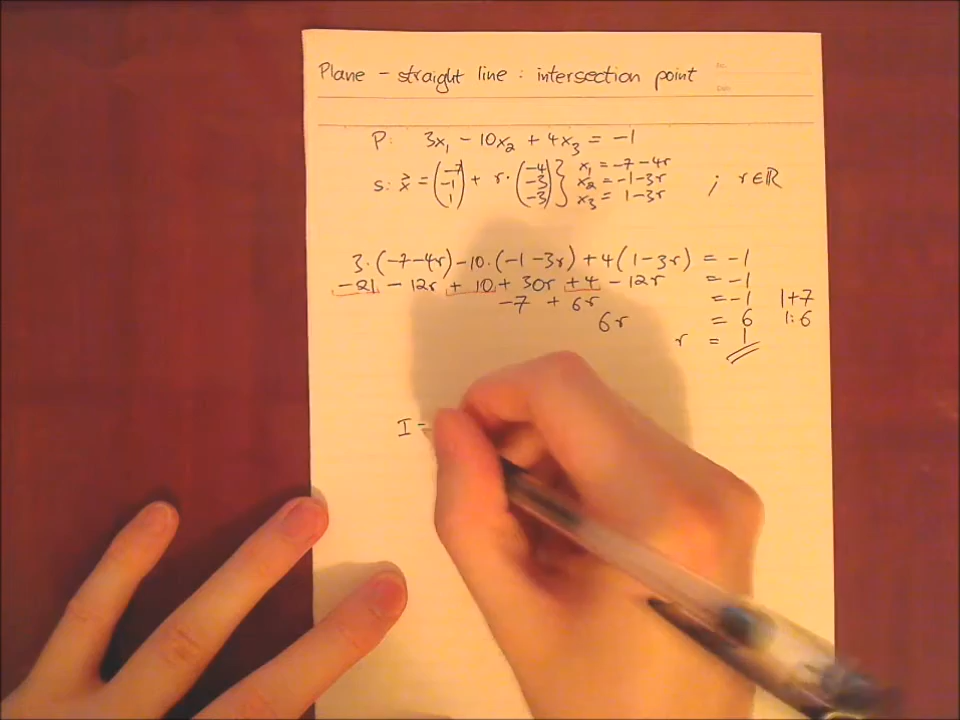 Plane - straight line : intersection point
No.
Date
P: 3x₁ - 10x₂ + 4x₃ = -1
s: x⃗ = (-7 -1 1) + r · (-4 -3 -3) } x₁ = -7 - 4r x₂ = -1 - 3r x₃ = 1 - 3r ; r ∈ ℝ
3 · (-7 - 4r) - 10 · (-1 - 3r) + 4 (1 - 3r) = -1
-21 - 12r + 10 + 30r + 4 - 12r = -1
-7 + 6r = -1 |+7
6r = 6 |:6
r = 1
I =